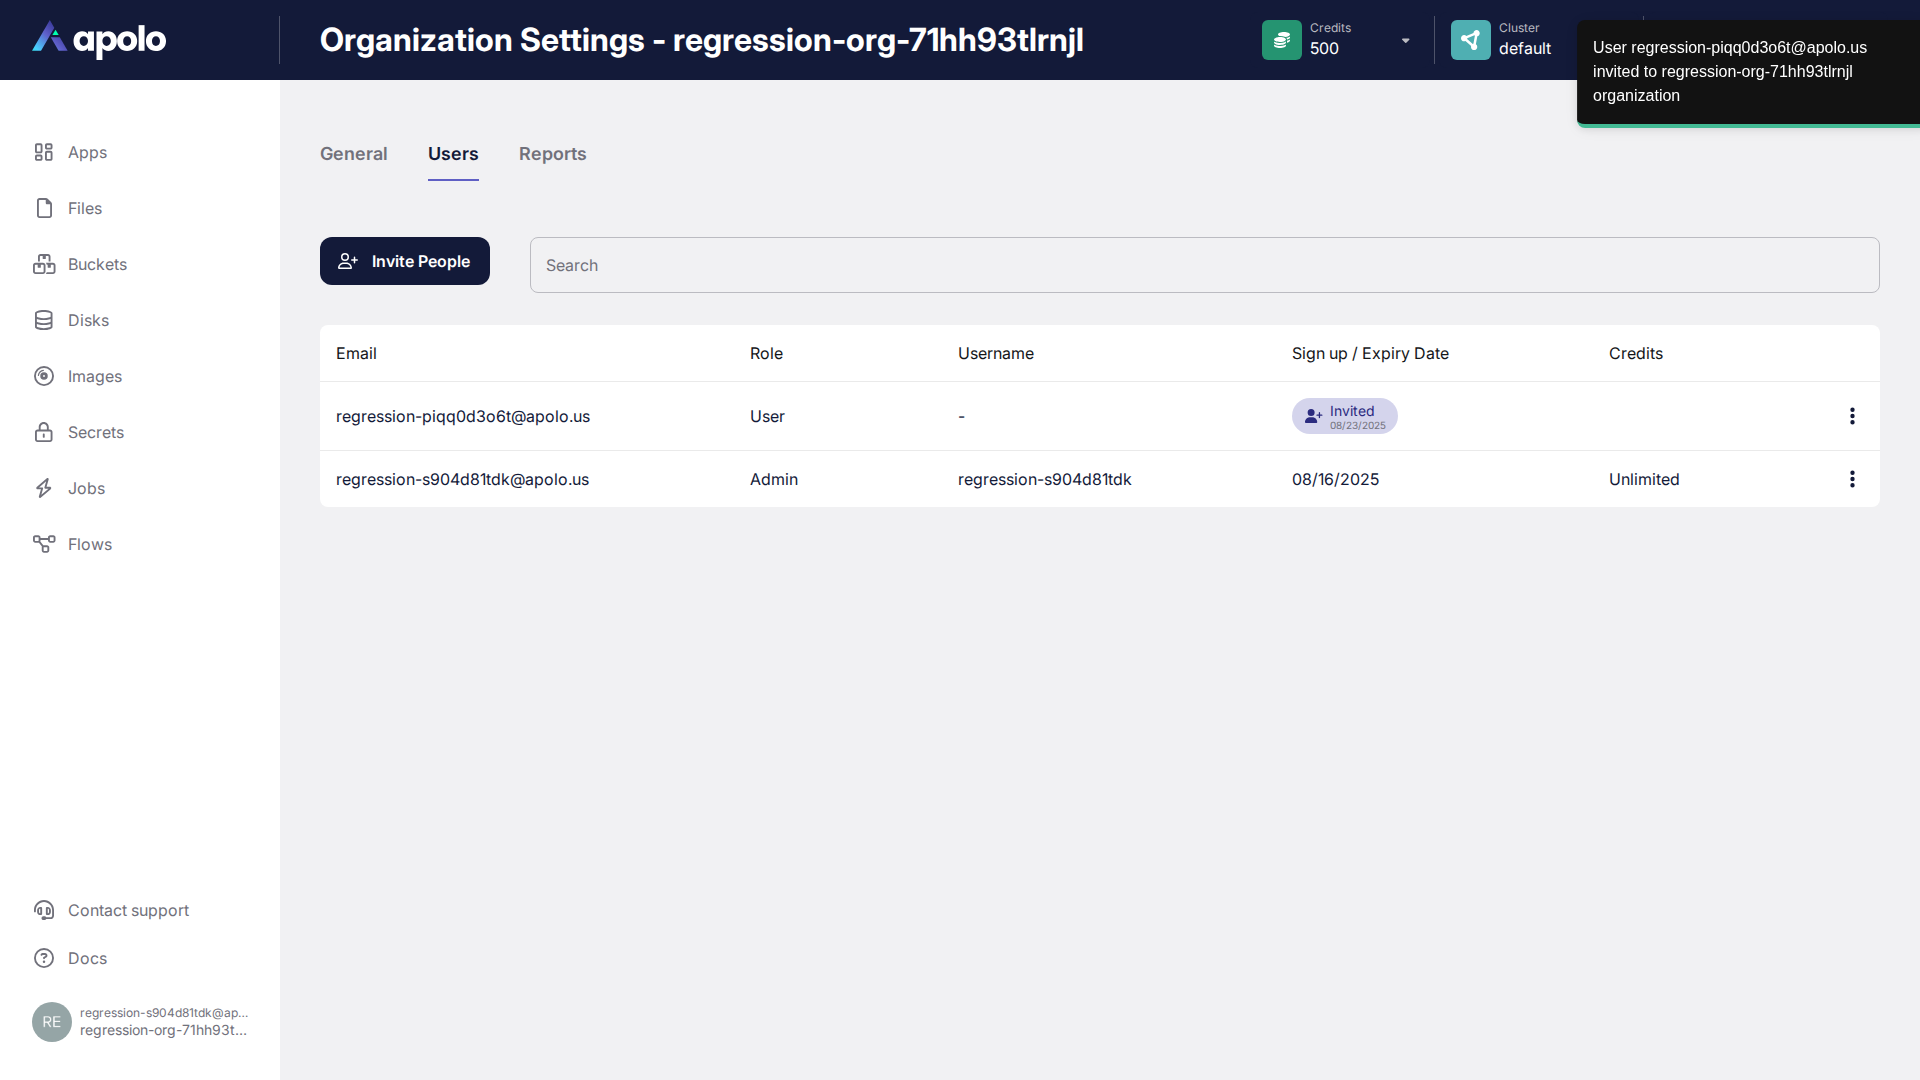 apolo
Organization Settings - regression-org-71hh93tlrnjl
Credits
500
Cluster
default
User regression-piqq0d3o6t@apolo.us
invited to regression-org-71hh93tlrnjl
organization
Apps
Files
Buckets
Disks
Images
Secrets
Jobs
Flows
General
Users
Reports
Invite People
Search
Email Role Username Sign up / Expiry Date Credits
regression-piqq0d3o6t@apolo.us User - Invited
08/23/2025
regression-s904d81tdk@apolo.us Admin regression-s904d81tdk 08/16/2025 Unlimited
Contact support
Docs
RE
regression-s904d81tdk@ap...
regression-org-71hh93t...